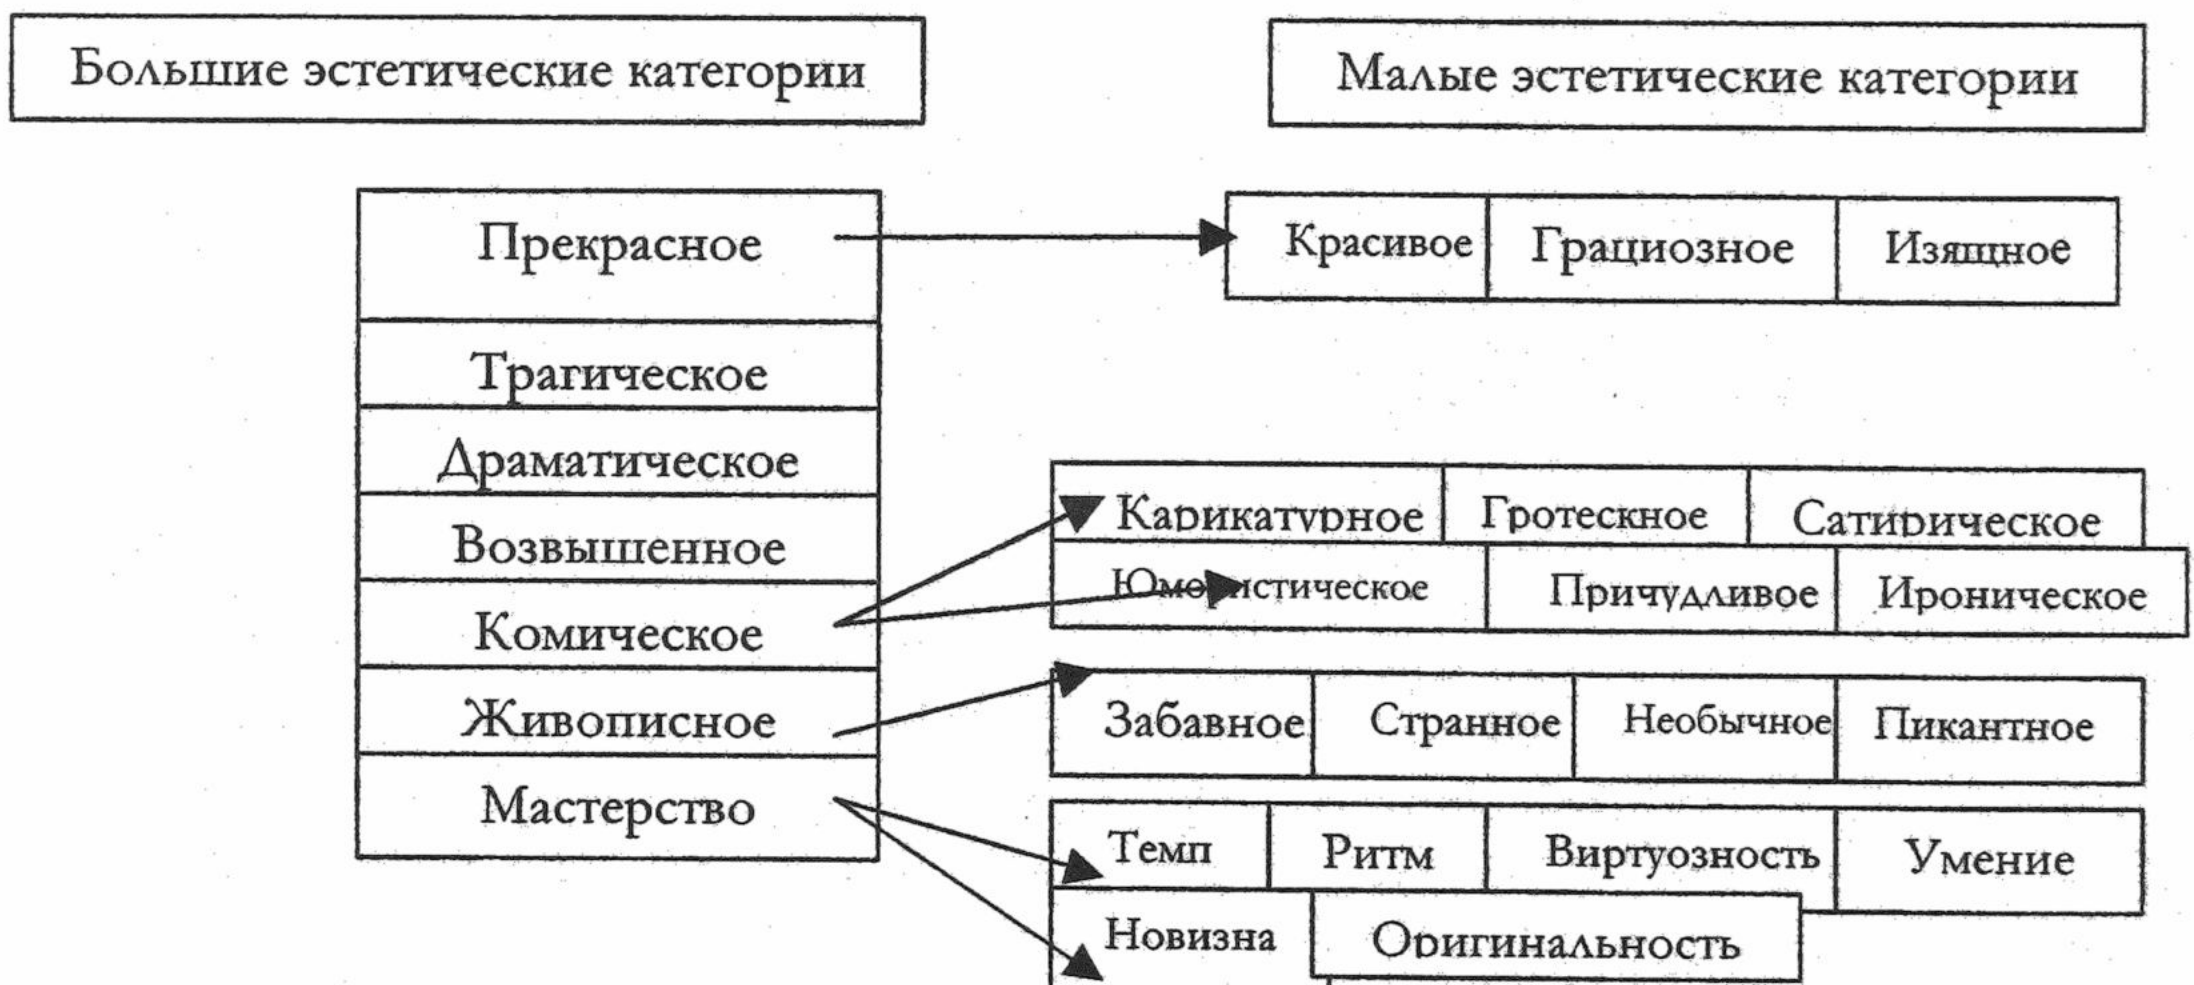 Большие эстетические категории
Малые эстетические категории
Прекрасное
Красивое Грациозное Изящное
Трагическое
Драматическое
Возвышенное
Карикатурное Гротескное Сатирическое
Юмористическое Причудливое Ироническое
Комическое
Живописное
Забавное Странное Необычное Пикантное
Мастерство
Темп Ритм Виртуозность Умение
Новизна Оригинальность